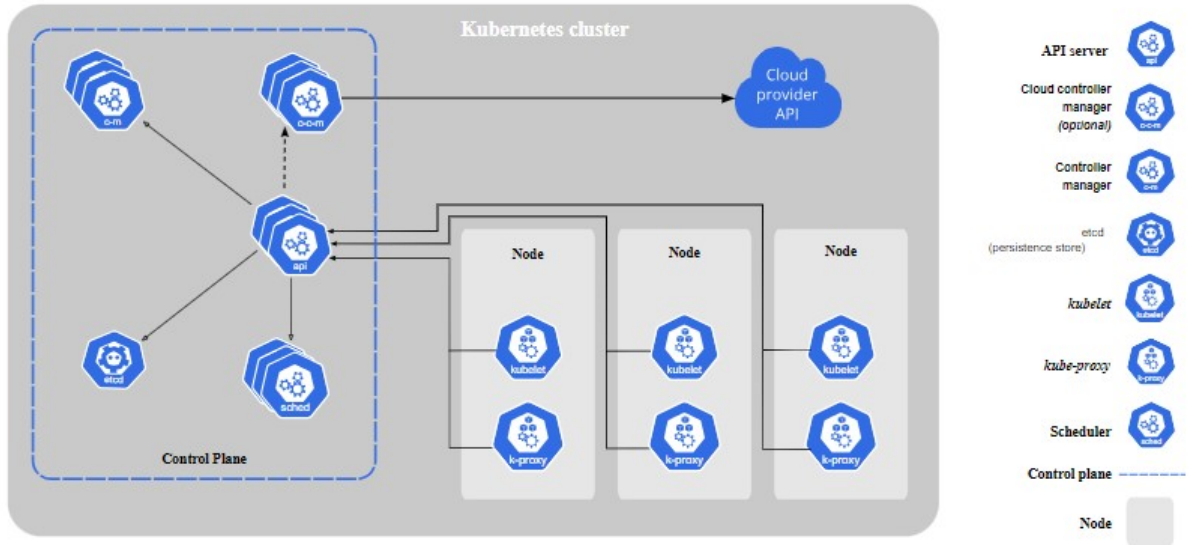 Kubernetes cluster
c-m
c-c-m
Cloud
provider
API
api
etcd
sched
Control Plane
Node
kubelet
k-proxy
Node
kubelet
k-proxy
Node
kubelet
k-proxy
API server
api
Cloud controller
manager
(optional)
c-c-m
Controller
manager
c-m
etcd
(persistence store)
etcd
kubelet
kubelet
kube-proxy
k-proxy
Scheduler
sched
Control plane
Node